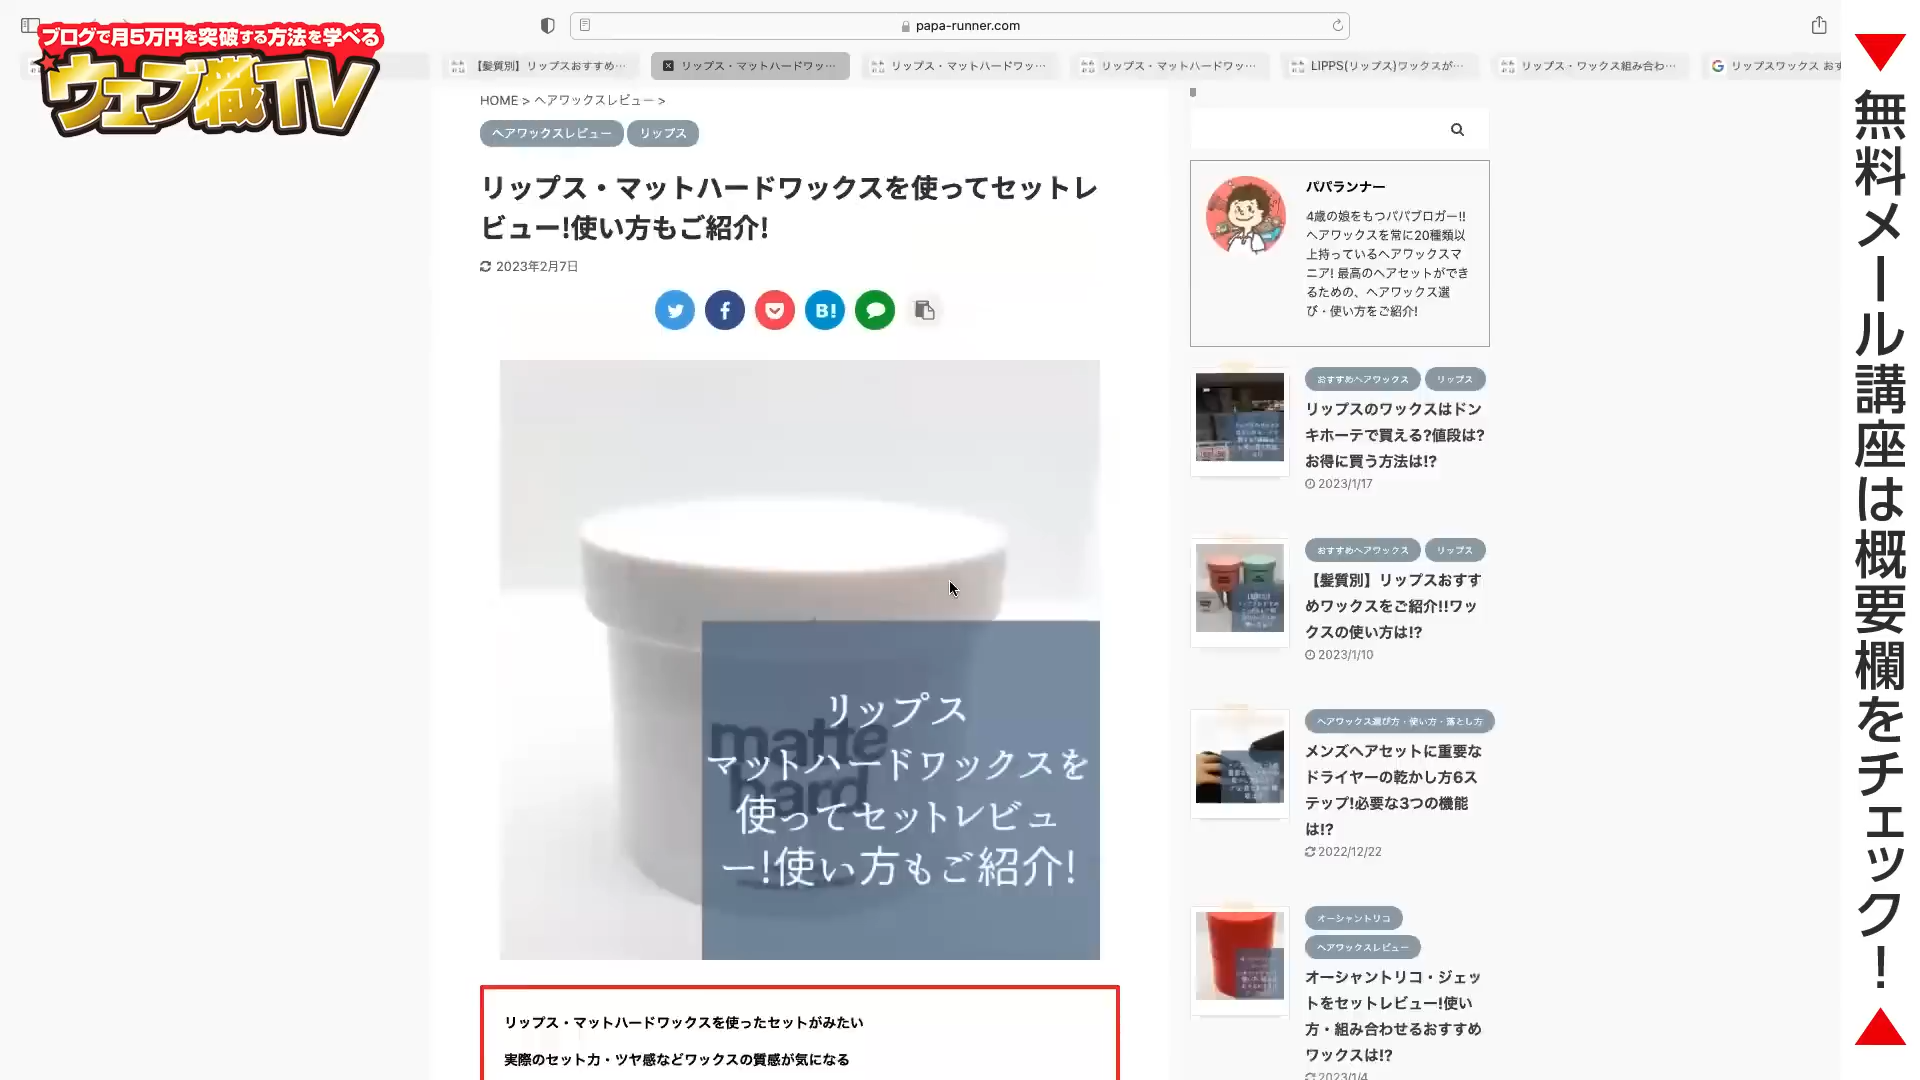 ブログで月5万円を突破する方法を学べる
ウェブ職TV
papa-runner.com
【髪質別】リップスおすすめ…
リップス・マットハードワッ…
リップス・マットハードワッ…
リップス・マットハードワッ…
LIPPS(リップス)ワックスが…
リップス・ワックス組み合わ…
リップスワックス おす
HOME > ヘアワックスレビュー >
ヘアワックスレビュー
リップス
リップス・マットハードワックスを使ってセットレ
ビュー!使い方もご紹介!
2023年2月7日
B!
matte
hard
リップス
マットハードワックスを
使ってセットレビュ
ー!使い方もご紹介!
リップス・マットハードワックスを使ったセットがみたい
実際のセット力・ツヤ感などワックスの質感が気になる
パパランナー
4歳の娘をもつパパブロガー!!
ヘアワックスを常に20種類以
上持っているヘアワックスマ
ニア! 最高のヘアセットができ
るための、ヘアワックス選
び・使い方をご紹介!
おすすめヘアワックス
リップス
リップスのワックスはドン
キホーテで買える?値段は?
お得に買う方法は!?
2023/1/17
おすすめヘアワックス
リップス
【髪質別】リップスおすす
めワックスをご紹介!!ワッ
クスの使い方は!?
2023/1/10
ヘアワックス選び方・使い方・落とし方
メンズヘアセットに重要な
ドライヤーの乾かし方6ス
テップ!必要な3つの機能
は!?
2022/12/22
オーシャントリコ
ヘアワックスレビュー
オーシャントリコ・ジェッ
トをセットレビュー!使い
方・組み合わせるおすすめ
ワックスは!?
2023/1/4
無料メール講座は概要欄をチェック！